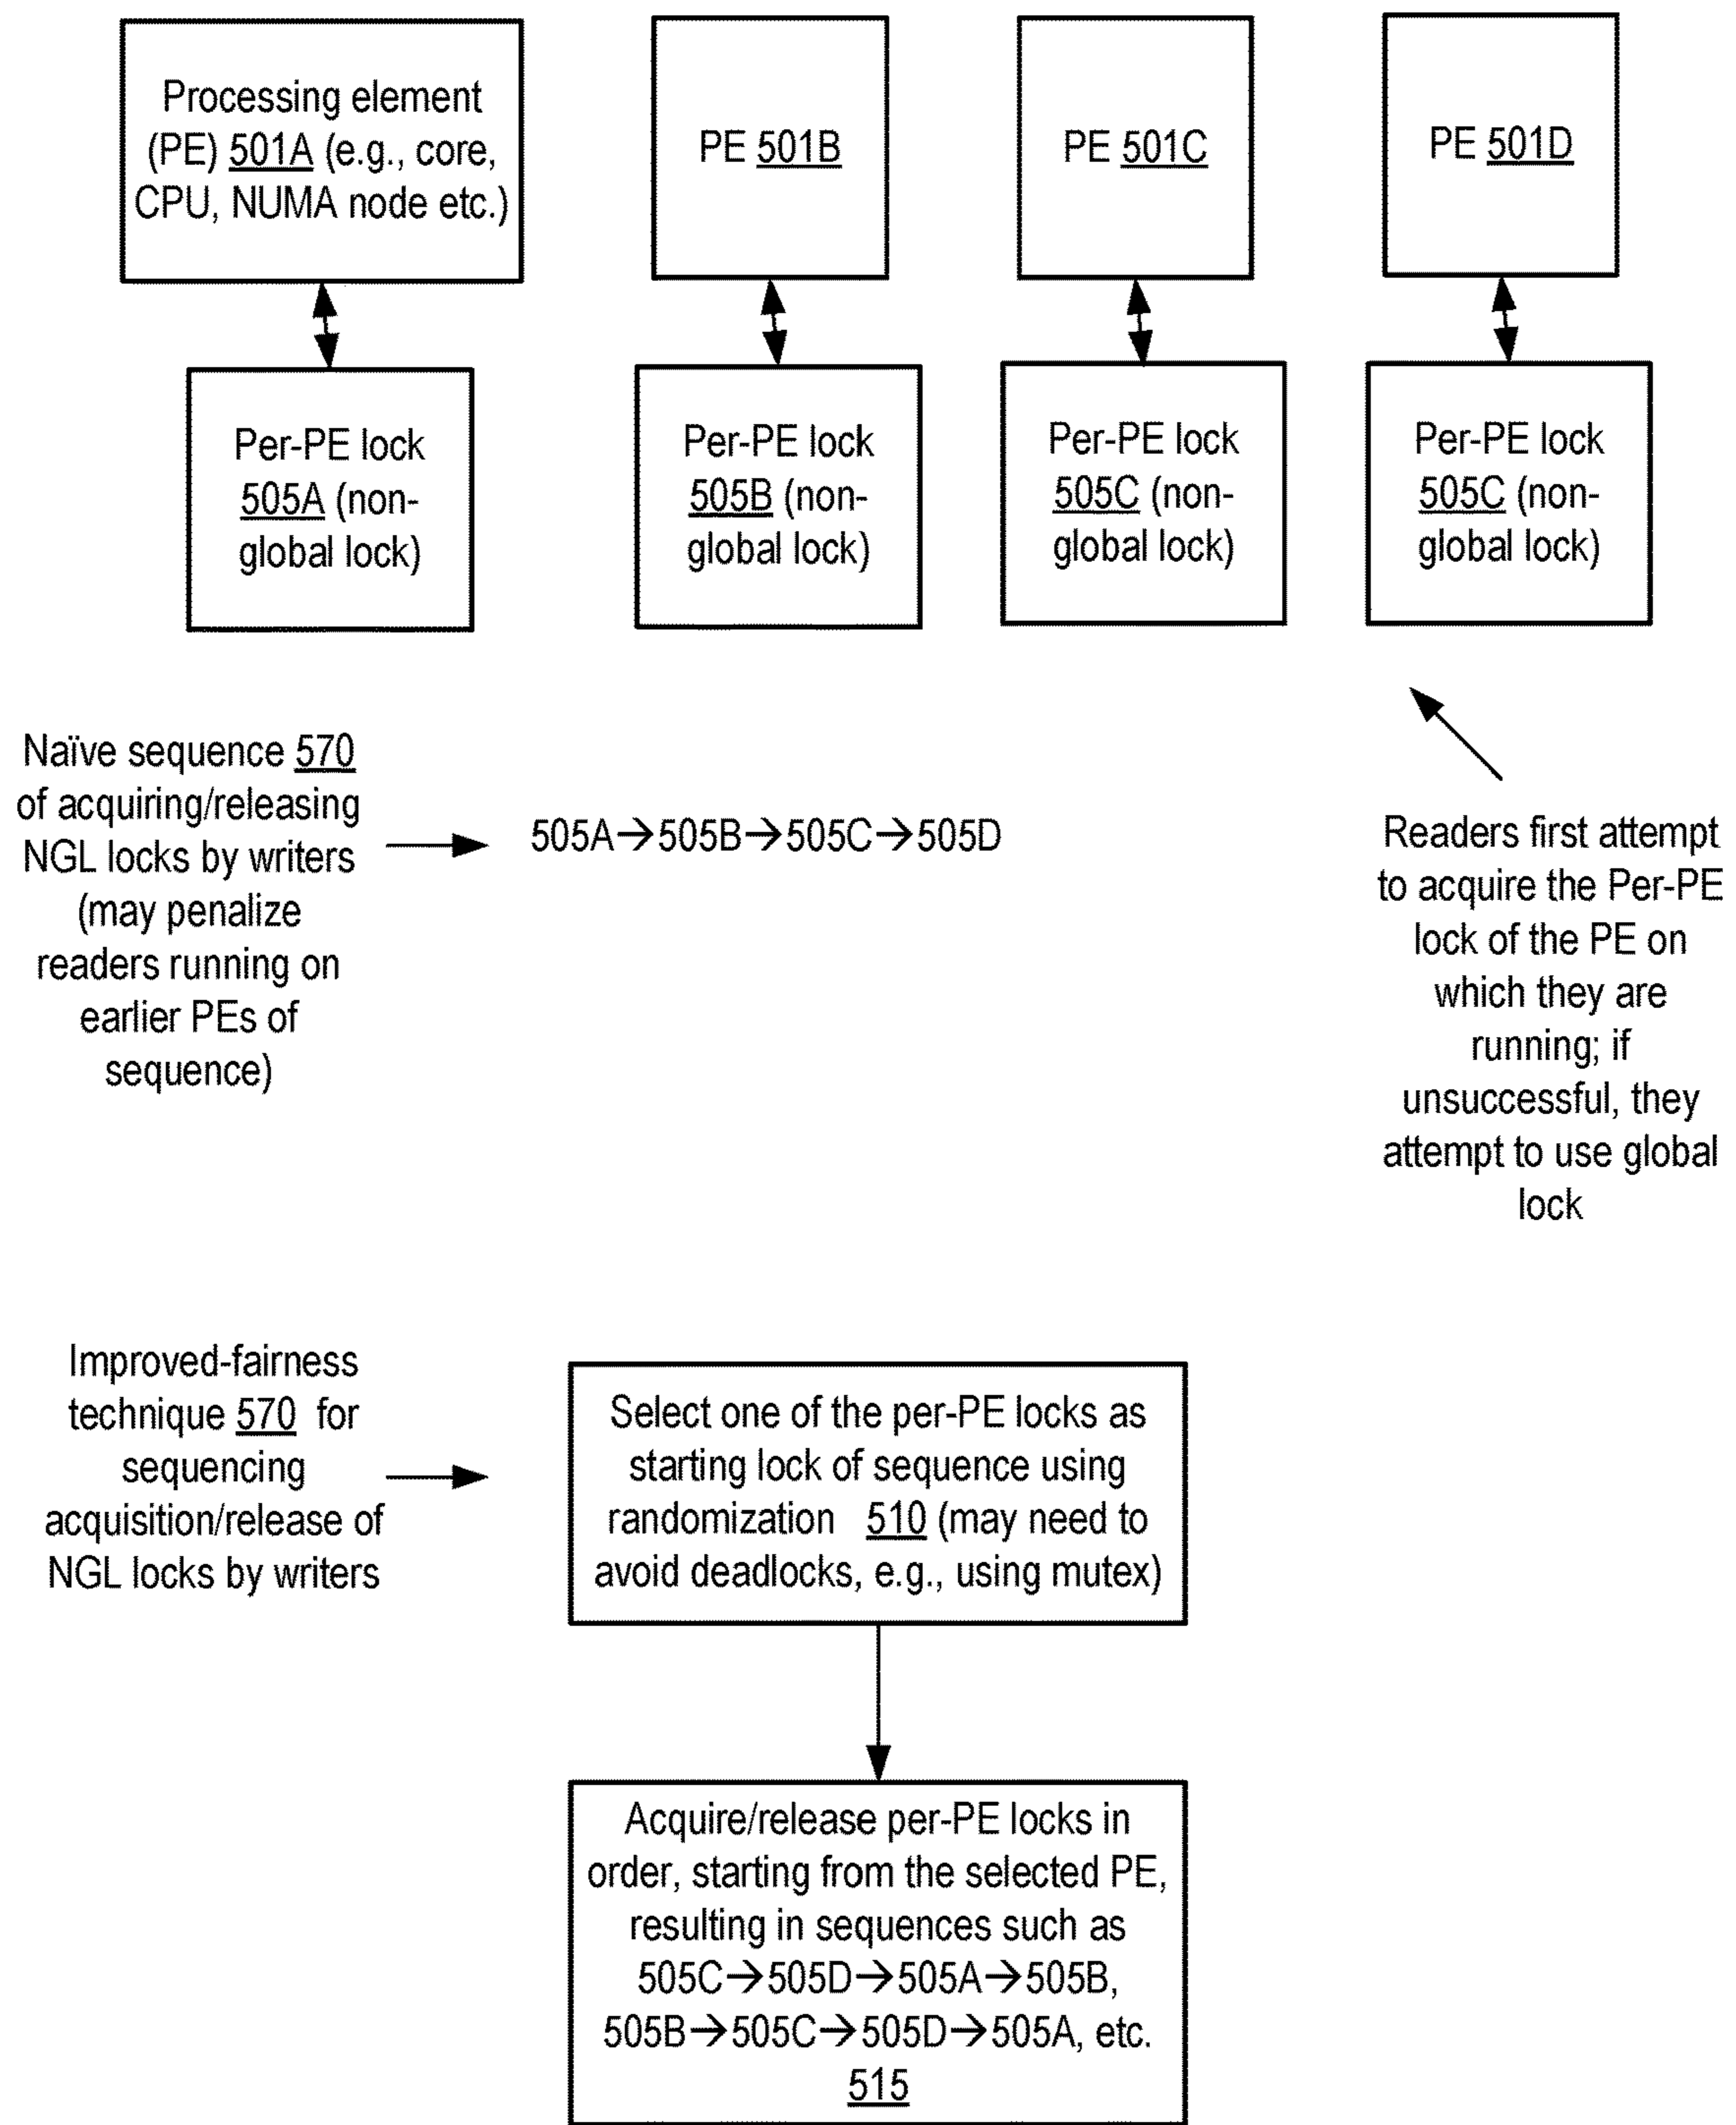 Processing element
(PE) 501A (e.g., core,
CPU, NUMA node etc.)
PE 501B
PE 501C
PE 501D
Per-PE lock
505A (non-
global lock)
Per-PE lock
505B (non-
global lock)
Per-PE lock
505C (non-
global lock)
Per-PE lock
505C (non-
global lock)
Naïve sequence 570
of acquiring/releasing
NGL locks by writers
(may penalize
readers running on
earlier PEs of
sequence)
505A→505B→505C→505D
Readers first attempt
to acquire the Per-PE
lock of the PE on
which they are
running; if
unsuccessful, they
attempt to use global
lock
Improved-fairness
technique 570 for
sequencing
acquisition/release of
NGL locks by writers
Select one of the per-PE locks as
starting lock of sequence using
randomization 510 (may need to
avoid deadlocks, e.g., using mutex)
Acquire/release per-PE locks in
order, starting from the selected PE,
resulting in sequences such as
505C→505D→505A→505B,
505B→505C→505D→505A, etc.
515